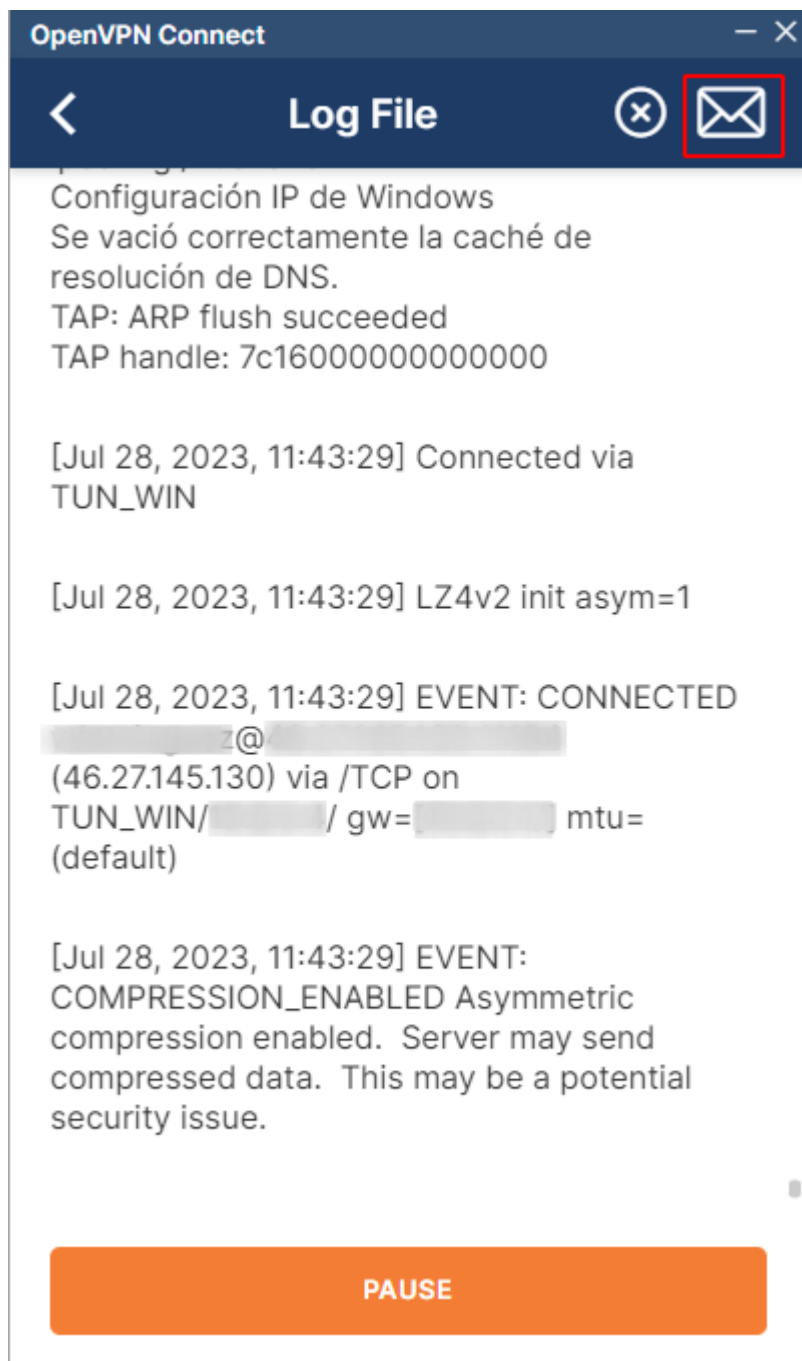 OpenVPN Connect
Log File
Configuración IP de Windows
Se vació correctamente la caché de
resolución de DNS.
TAP: ARP flush succeeded
TAP handle: 7c16000000000000
[Jul 28, 2023, 11:43:29] Connected via
TUN_WIN
[Jul 28, 2023, 11:43:29] LZ4v2 init asym=1
[Jul 28, 2023, 11:43:29] EVENT: CONNECTED
z@
(46.27.145.130) via /TCP on
TUN_WIN/ / gw=[ ] mtu=
(default)
[Jul 28, 2023, 11:43:29] EVENT:
COMPRESSION_ENABLED Asymmetric
compression enabled.  Server may send
compressed data.  This may be a potential
security issue.
PAUSE